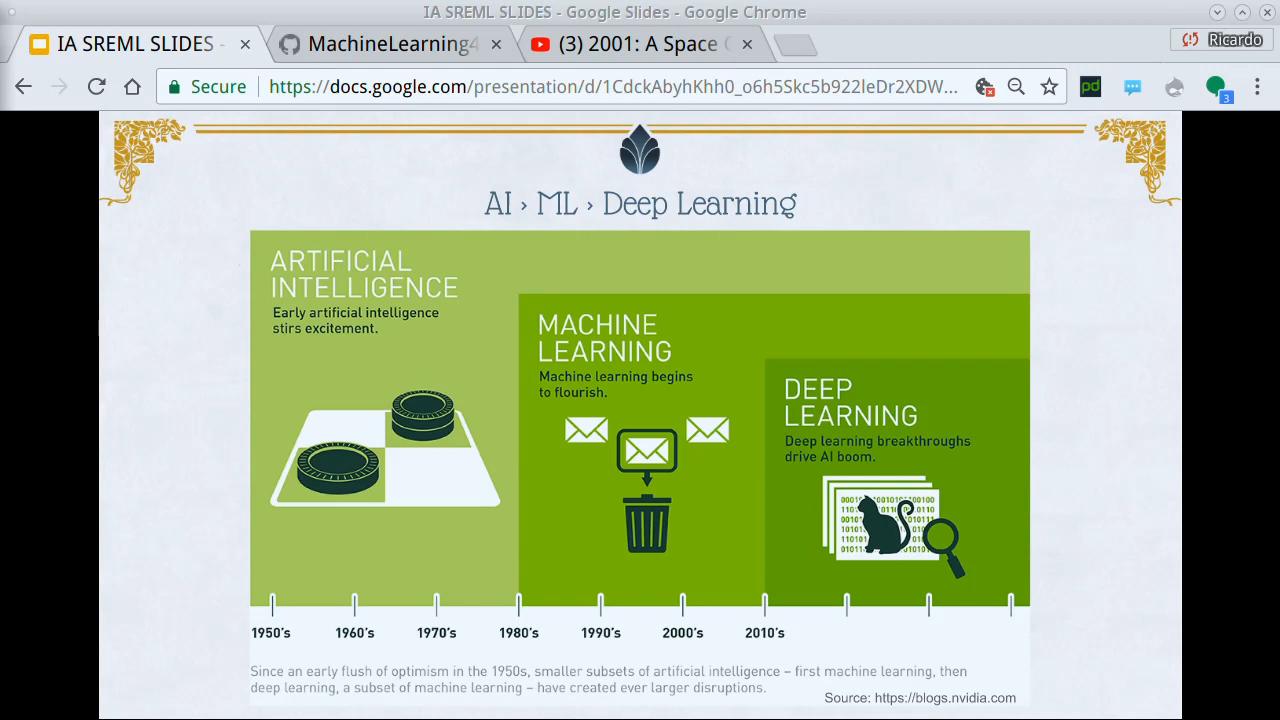 IA SREML SLIDES - Google Slides - Google Chrome
IA SREML SLIDES -
MachineLearning4
(3) 2001: A Space
Ricardo
Secure
https://docs.google.com/presentation/d/1CdckAbyhKhh0_o6h5Skc5b922leDr2XDW...
3
AI › ML › Deep Learning
ARTIFICIAL
INTELLIGENCE
Early artificial intelligence
stirs excitement.
MACHINE
LEARNING
Machine learning begins
to flourish.
DEEP
LEARNING
Deep learning breakthroughs
drive AI boom.
1950's 1960's 1970's 1980's 1990's 2000's 2010's
Since an early flush of optimism in the 1950s, smaller subsets of artificial intelligence – first machine learning, then
deep learning, a subset of machine learning – have created ever larger disruptions.
Source: https://blogs.nvidia.com